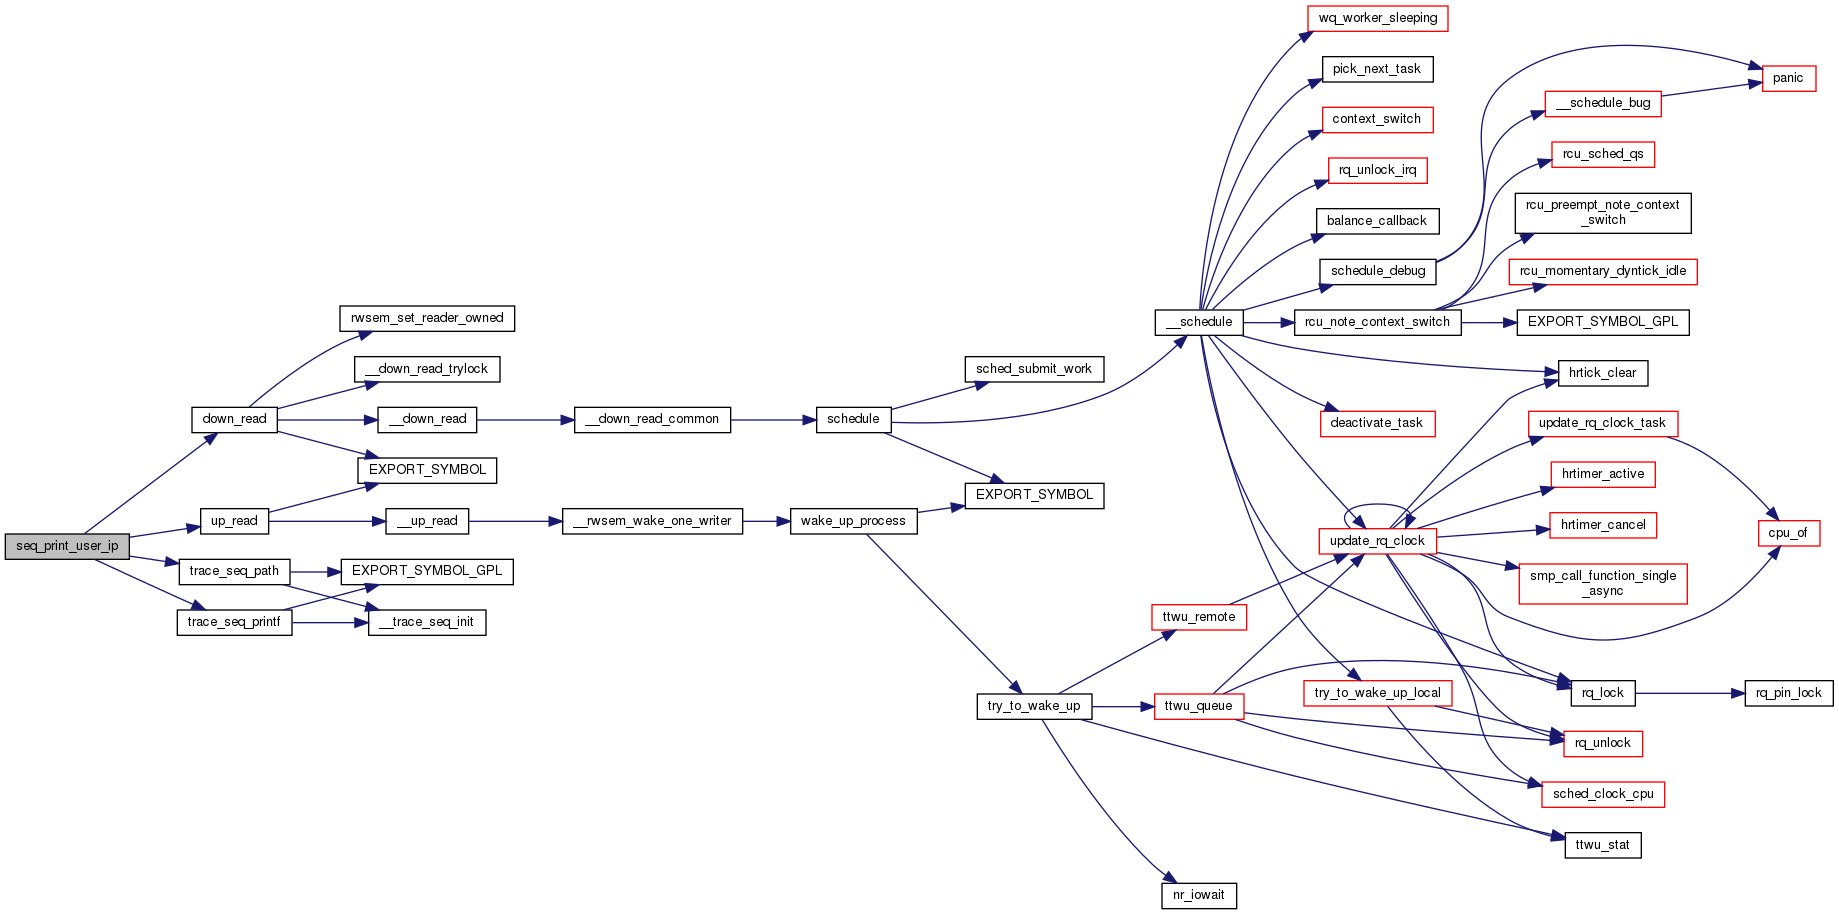 seq_print_user_ip
down_read
up_read
trace_seq_path
trace_seq_printf
rwsem_set_reader_owned
__down_read_trylock
__down_read
EXPORT_SYMBOL
__up_read
EXPORT_SYMBOL_GPL
__trace_seq_init
__down_read_common
__rwsem_wake_one_writer
schedule
wake_up_process
sched_submit_work
EXPORT_SYMBOL
try_to_wake_up
__schedule
ttwu_remote
ttwu_queue
nr_iowait
wq_worker_sleeping
pick_next_task
context_switch
rq_unlock_irq
balance_callback
schedule_debug
rcu_note_context_switch
deactivate_task
update_rq_clock
try_to_wake_up_local
__schedule_bug
rcu_sched_qs
rcu_preempt_note_context
_switch
rcu_momentary_dyntick_idle
EXPORT_SYMBOL_GPL
hrtick_clear
update_rq_clock_task
hrtimer_active
hrtimer_cancel
smp_call_function_single
_async
rq_lock
rq_unlock
sched_clock_cpu
ttwu_stat
panic
cpu_of
rq_pin_lock